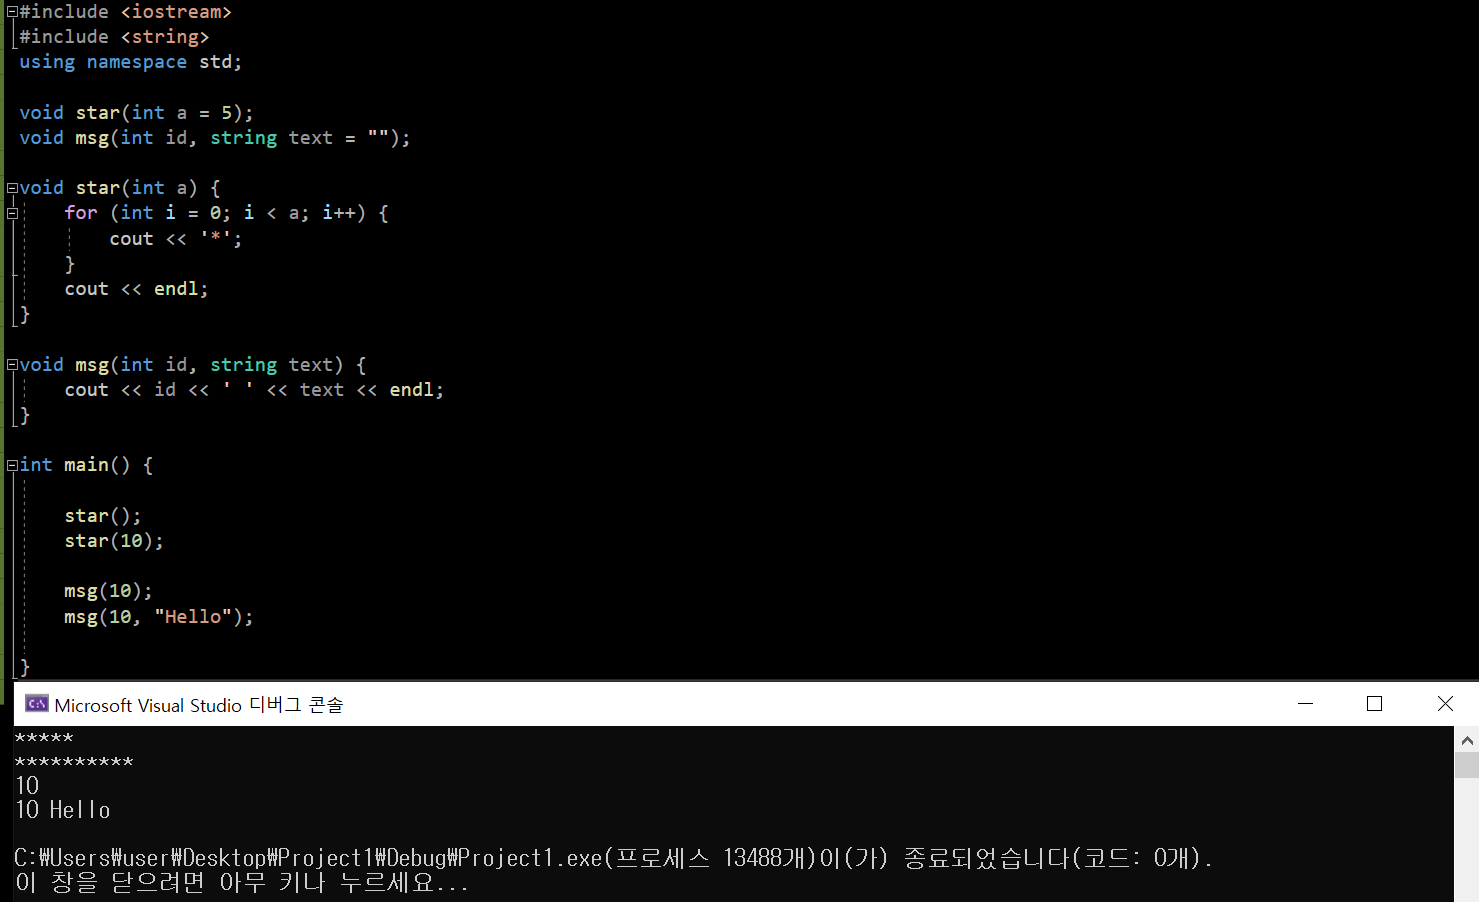 #include <iostream>
#include <string>
using namespace std;
void star(int a = 5);
void msg(int id, string text = "");
void star(int a) {
for (int i = 0; i < a; i++) {
cout << '*';
}
cout << endl;
}
void msg(int id, string text) {
cout << id << ' ' << text << endl;
}
int main() {
star();
star(10);
msg(10);
msg(10, "Hello");
}
C:\ Microsoft Visual Studio 디버그 콘솔
*****
**********
10
10 Hello
C:₩Users₩user₩Desktop₩Project1₩Debug₩Project1.exe(프로세스 13488개)이(가) 종료되었습니다(코드: 0개).
이 창을 닫으려면 아무 키나 누르세요...